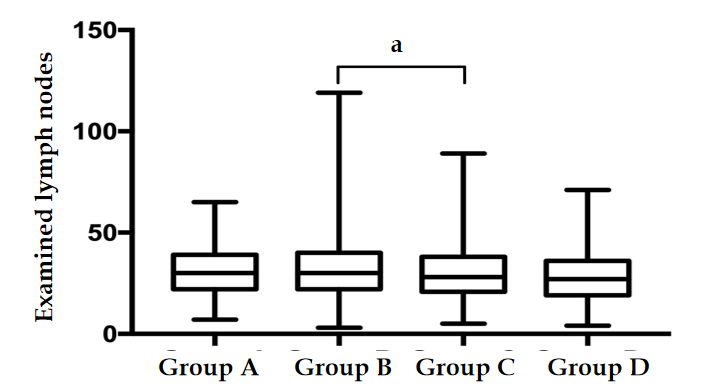 Examined lymph nodes
150
100
50
0
a
Group A Group B Group C Group D